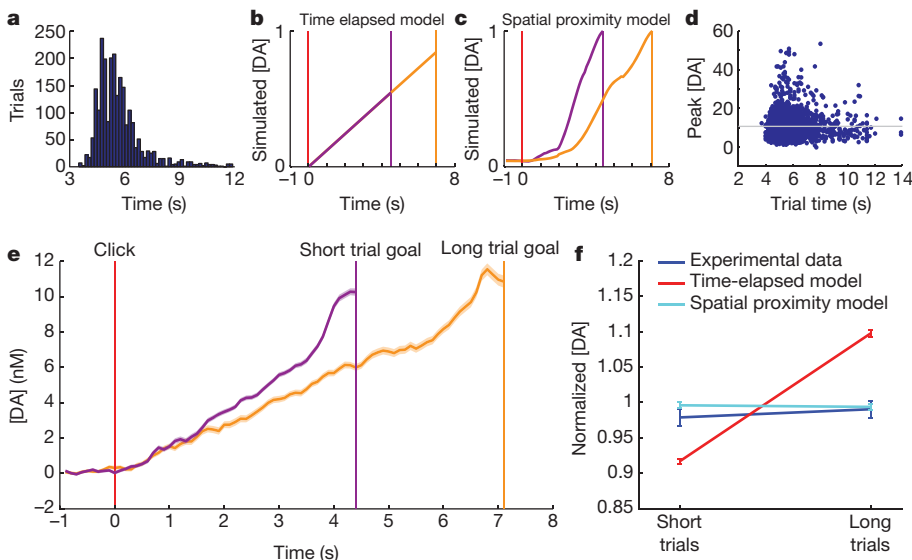 a
250
200
150
100
50
0
Trials
3 6 9 12
Time (s)
b
Time elapsed model
1
0
Simulated [DA]
–1 0 8
Time (s)
c
Spatial proximity model
1
0
Simulated [DA]
–1 0 8
Time (s)
d
60
40
20
0
Peak [DA]
2 4 6 8 10 12 14
Trial time (s)
e
Click
Short trial goal
Long trial goal
12
10
8
6
4
2
0
–2
[DA] (nM)
–1 0 1 2 3 4 5 6 7 8
Time (s)
f
1.2
1.15
1.1
1.05
1
0.95
0.9
0.85
Normalized [DA]
Experimental data
Time-elapsed model
Spatial proximity model
Short
trials
Long
trials